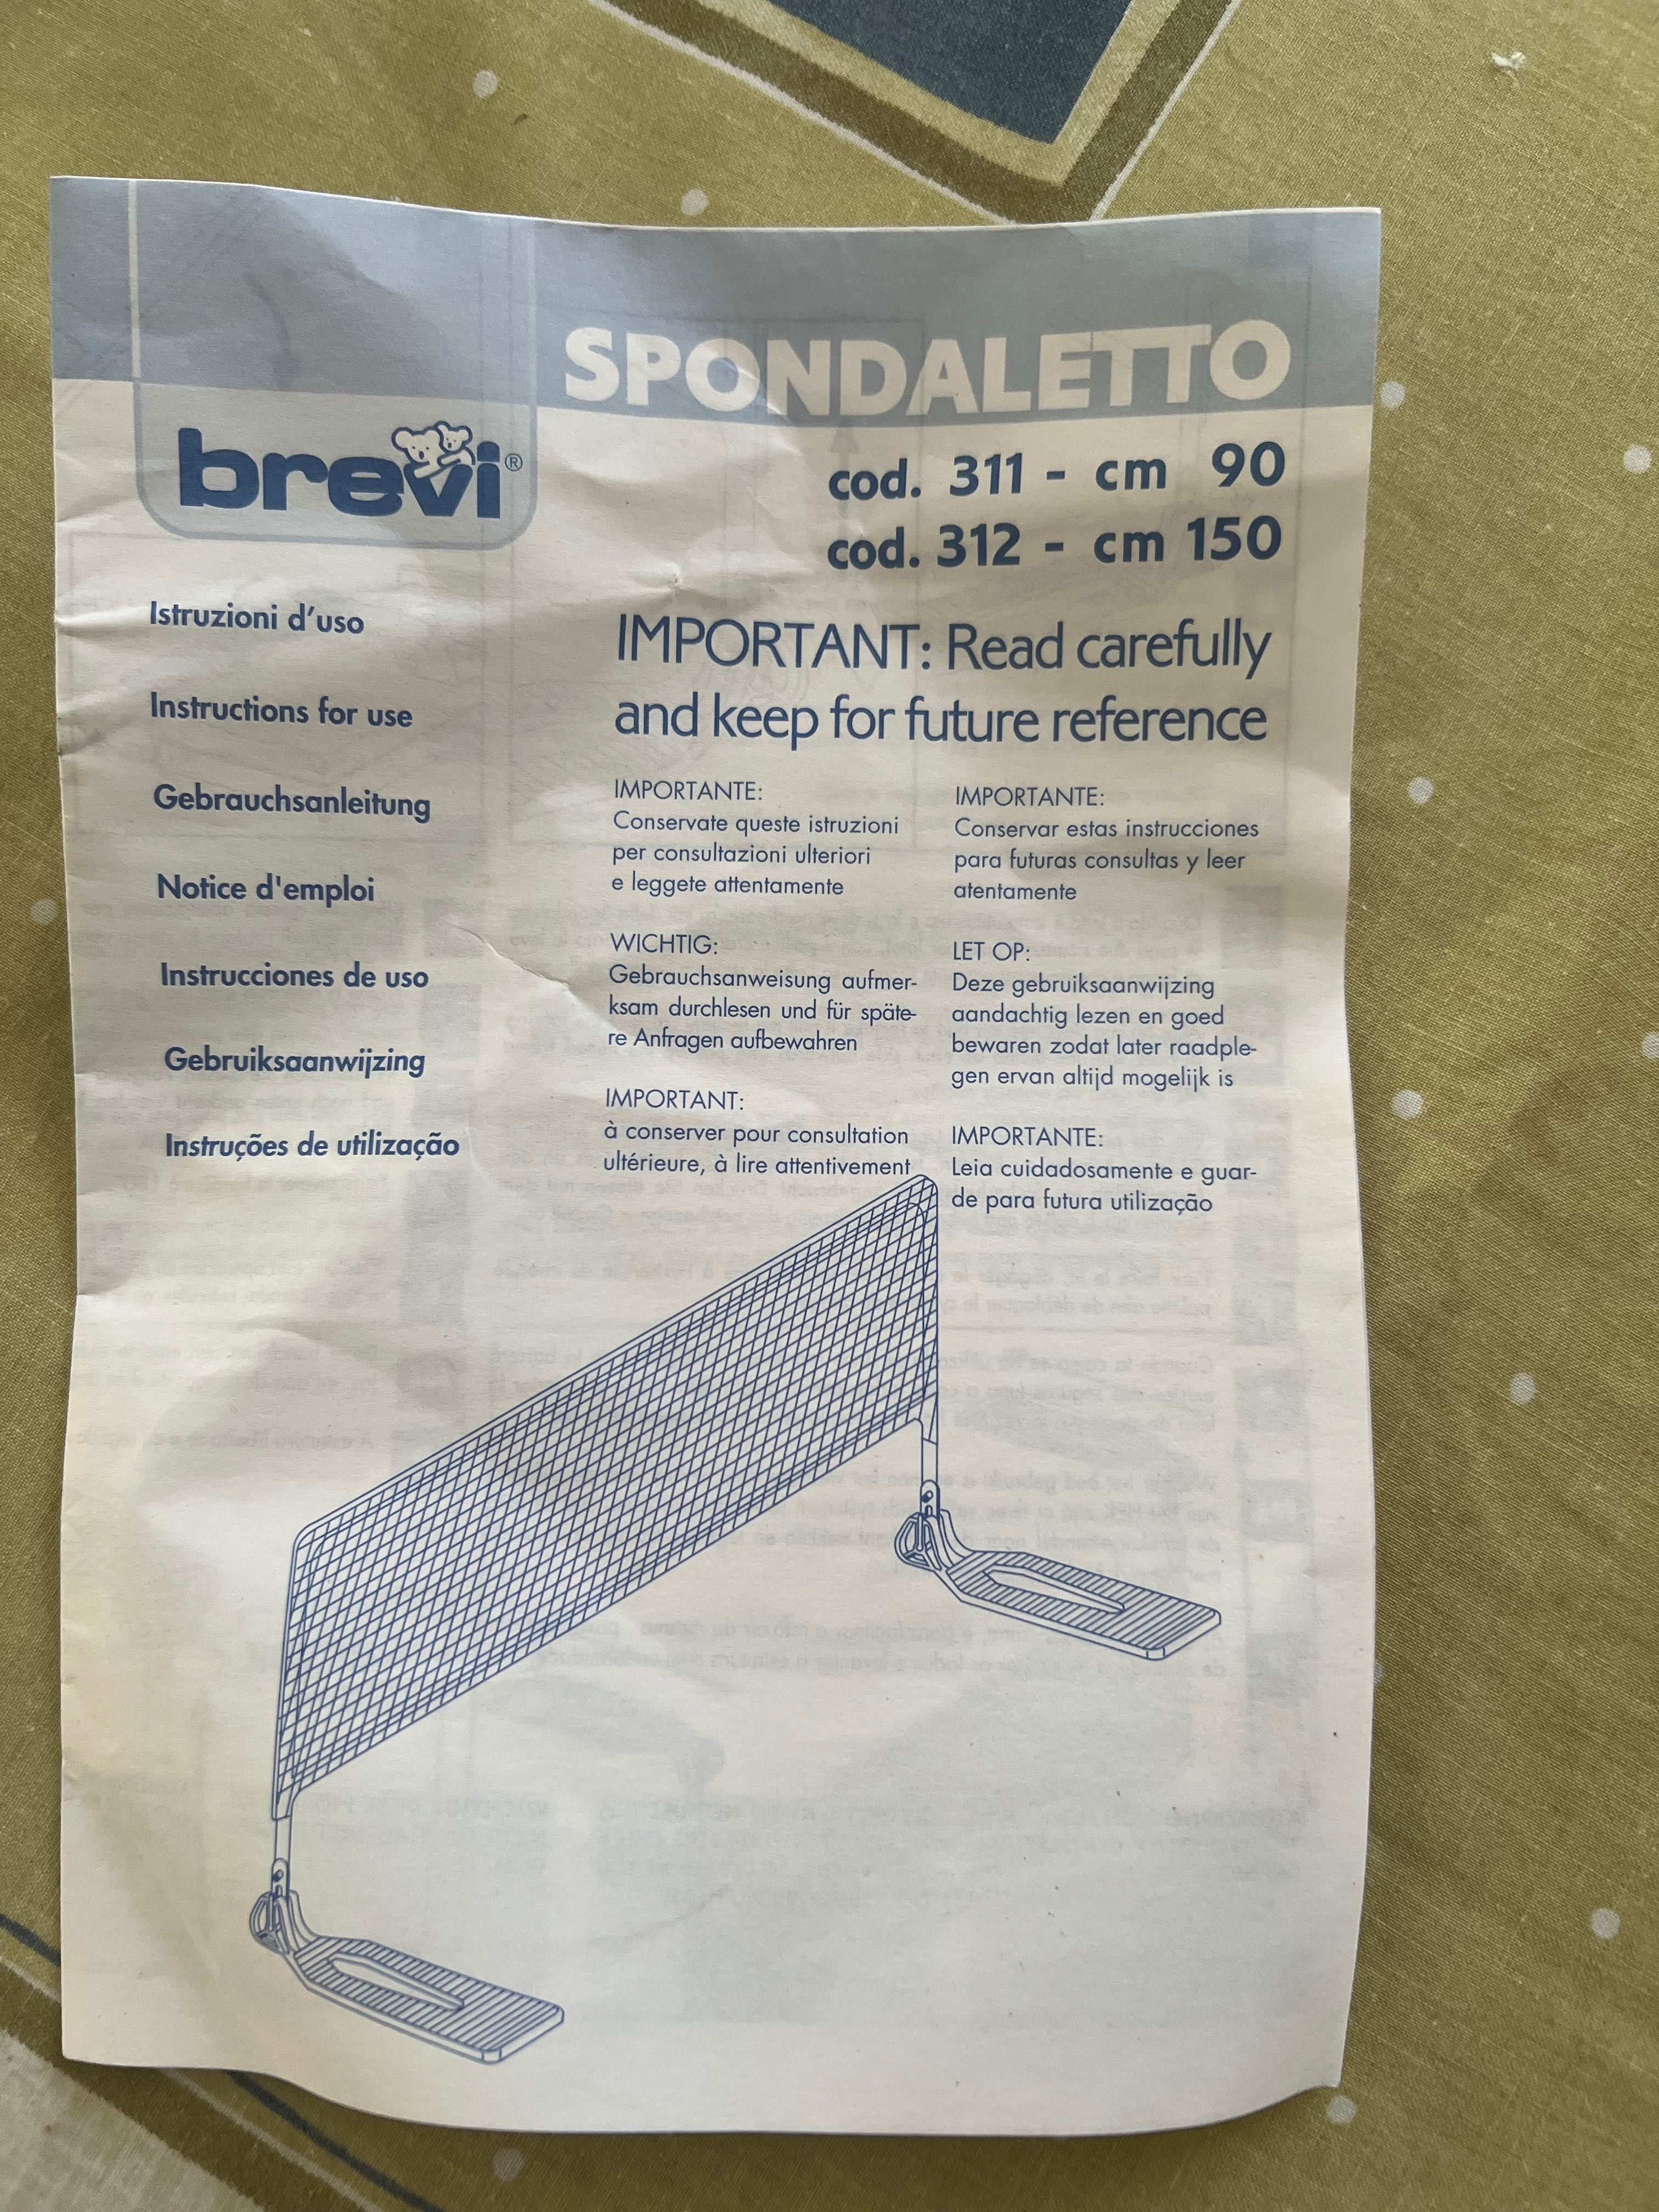 SPONDALETTO
brevi®
cod. 311 - cm 90
cod. 312 - cm 150
Istruzioni d'uso
Instructions for use
Gebrauchsanleitung
Notice d'emploi
Instrucciones de uso
Gebruiksaanwijzing
Instruções de utilização
IMPORTANT: Read carefully
and keep for future reference
IMPORTANTE:
Conservate queste istruzioni
per consultazioni ulteriori
e leggete attentamente
WICHTIG:
Gebrauchsanweisung aufmer-
ksam durchlesen und für späte-
re Anfragen aufbewahren
IMPORTANT:
à conserver pour consultation
ultérieure, à lire attentivement
IMPORTANTE:
Conservar estas instrucciones
para futuras consultas y leer
atentamente
LET OP:
Deze gebruiksaanwijzing
aandachtig lezen en goed
bewaren zodat later raadple-
gen ervan altijd mogelijk is
IMPORTANTE:
Leia cuidadosamente e guar-
de para futura utilização